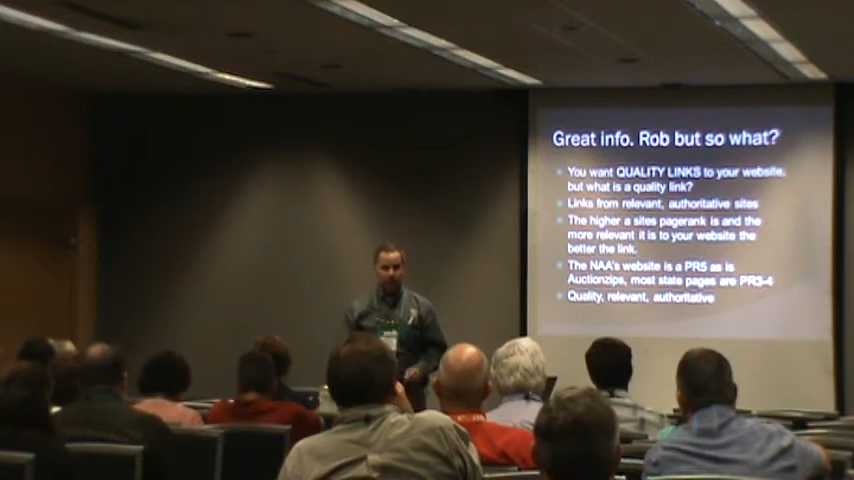 Great info. Rob but so what?
You want QUALITY LINKS to your website,
but what is a quality link?
Links from relevant, authoritative sites
The higher a sites pagerank is and the
more relevant it is to your website the
better the link.
The NAA's website is a PR5 as is
Auctionzips, most state pages are PR3-4
Quality, relevant, authoritative